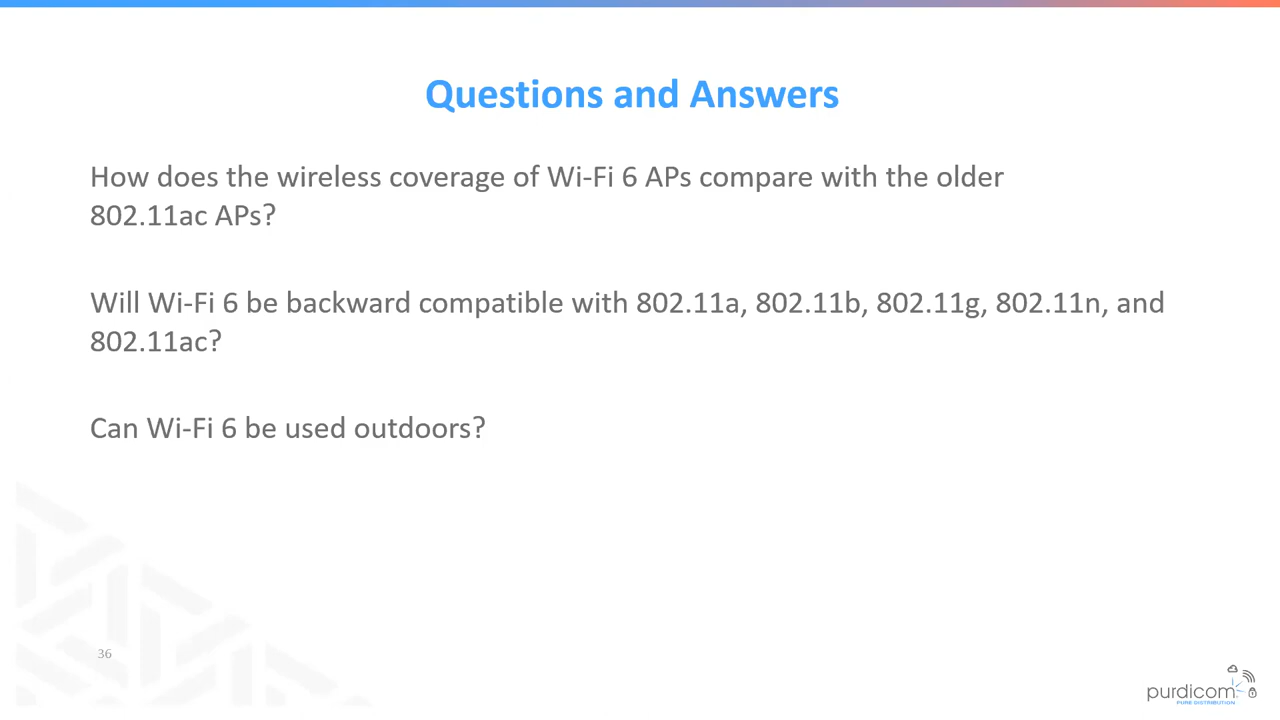 Questions and Answers
How does the wireless coverage of Wi-Fi 6 APs compare with the older
802.11ac APs?
Will Wi-Fi 6 be backward compatible with 802.11a, 802.11b, 802.11g, 802.11n, and
802.11ac?
Can Wi-Fi 6 be used outdoors?
36
purdicom
PURE DISTRIBUTION